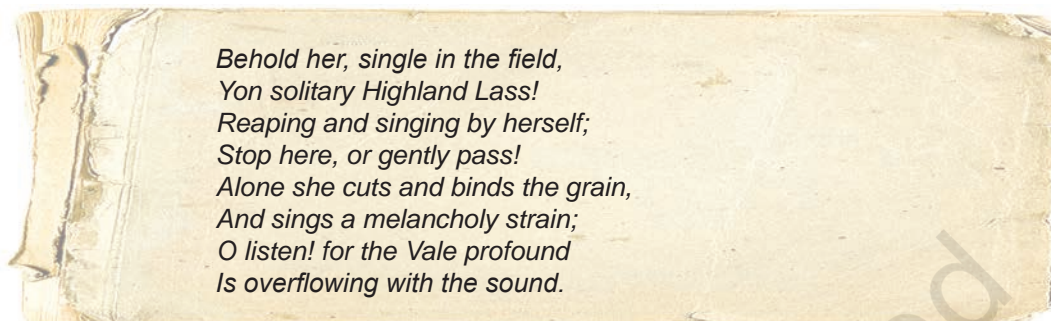 Behold her, single in the field,
Yon solitary Highland Lass!
Reaping and singing by herself;
Stop here, or gently pass!
Alone she cuts and binds the grain,
And sings a melancholy strain;
O listen! for the Vale profound
Is overflowing with the sound.